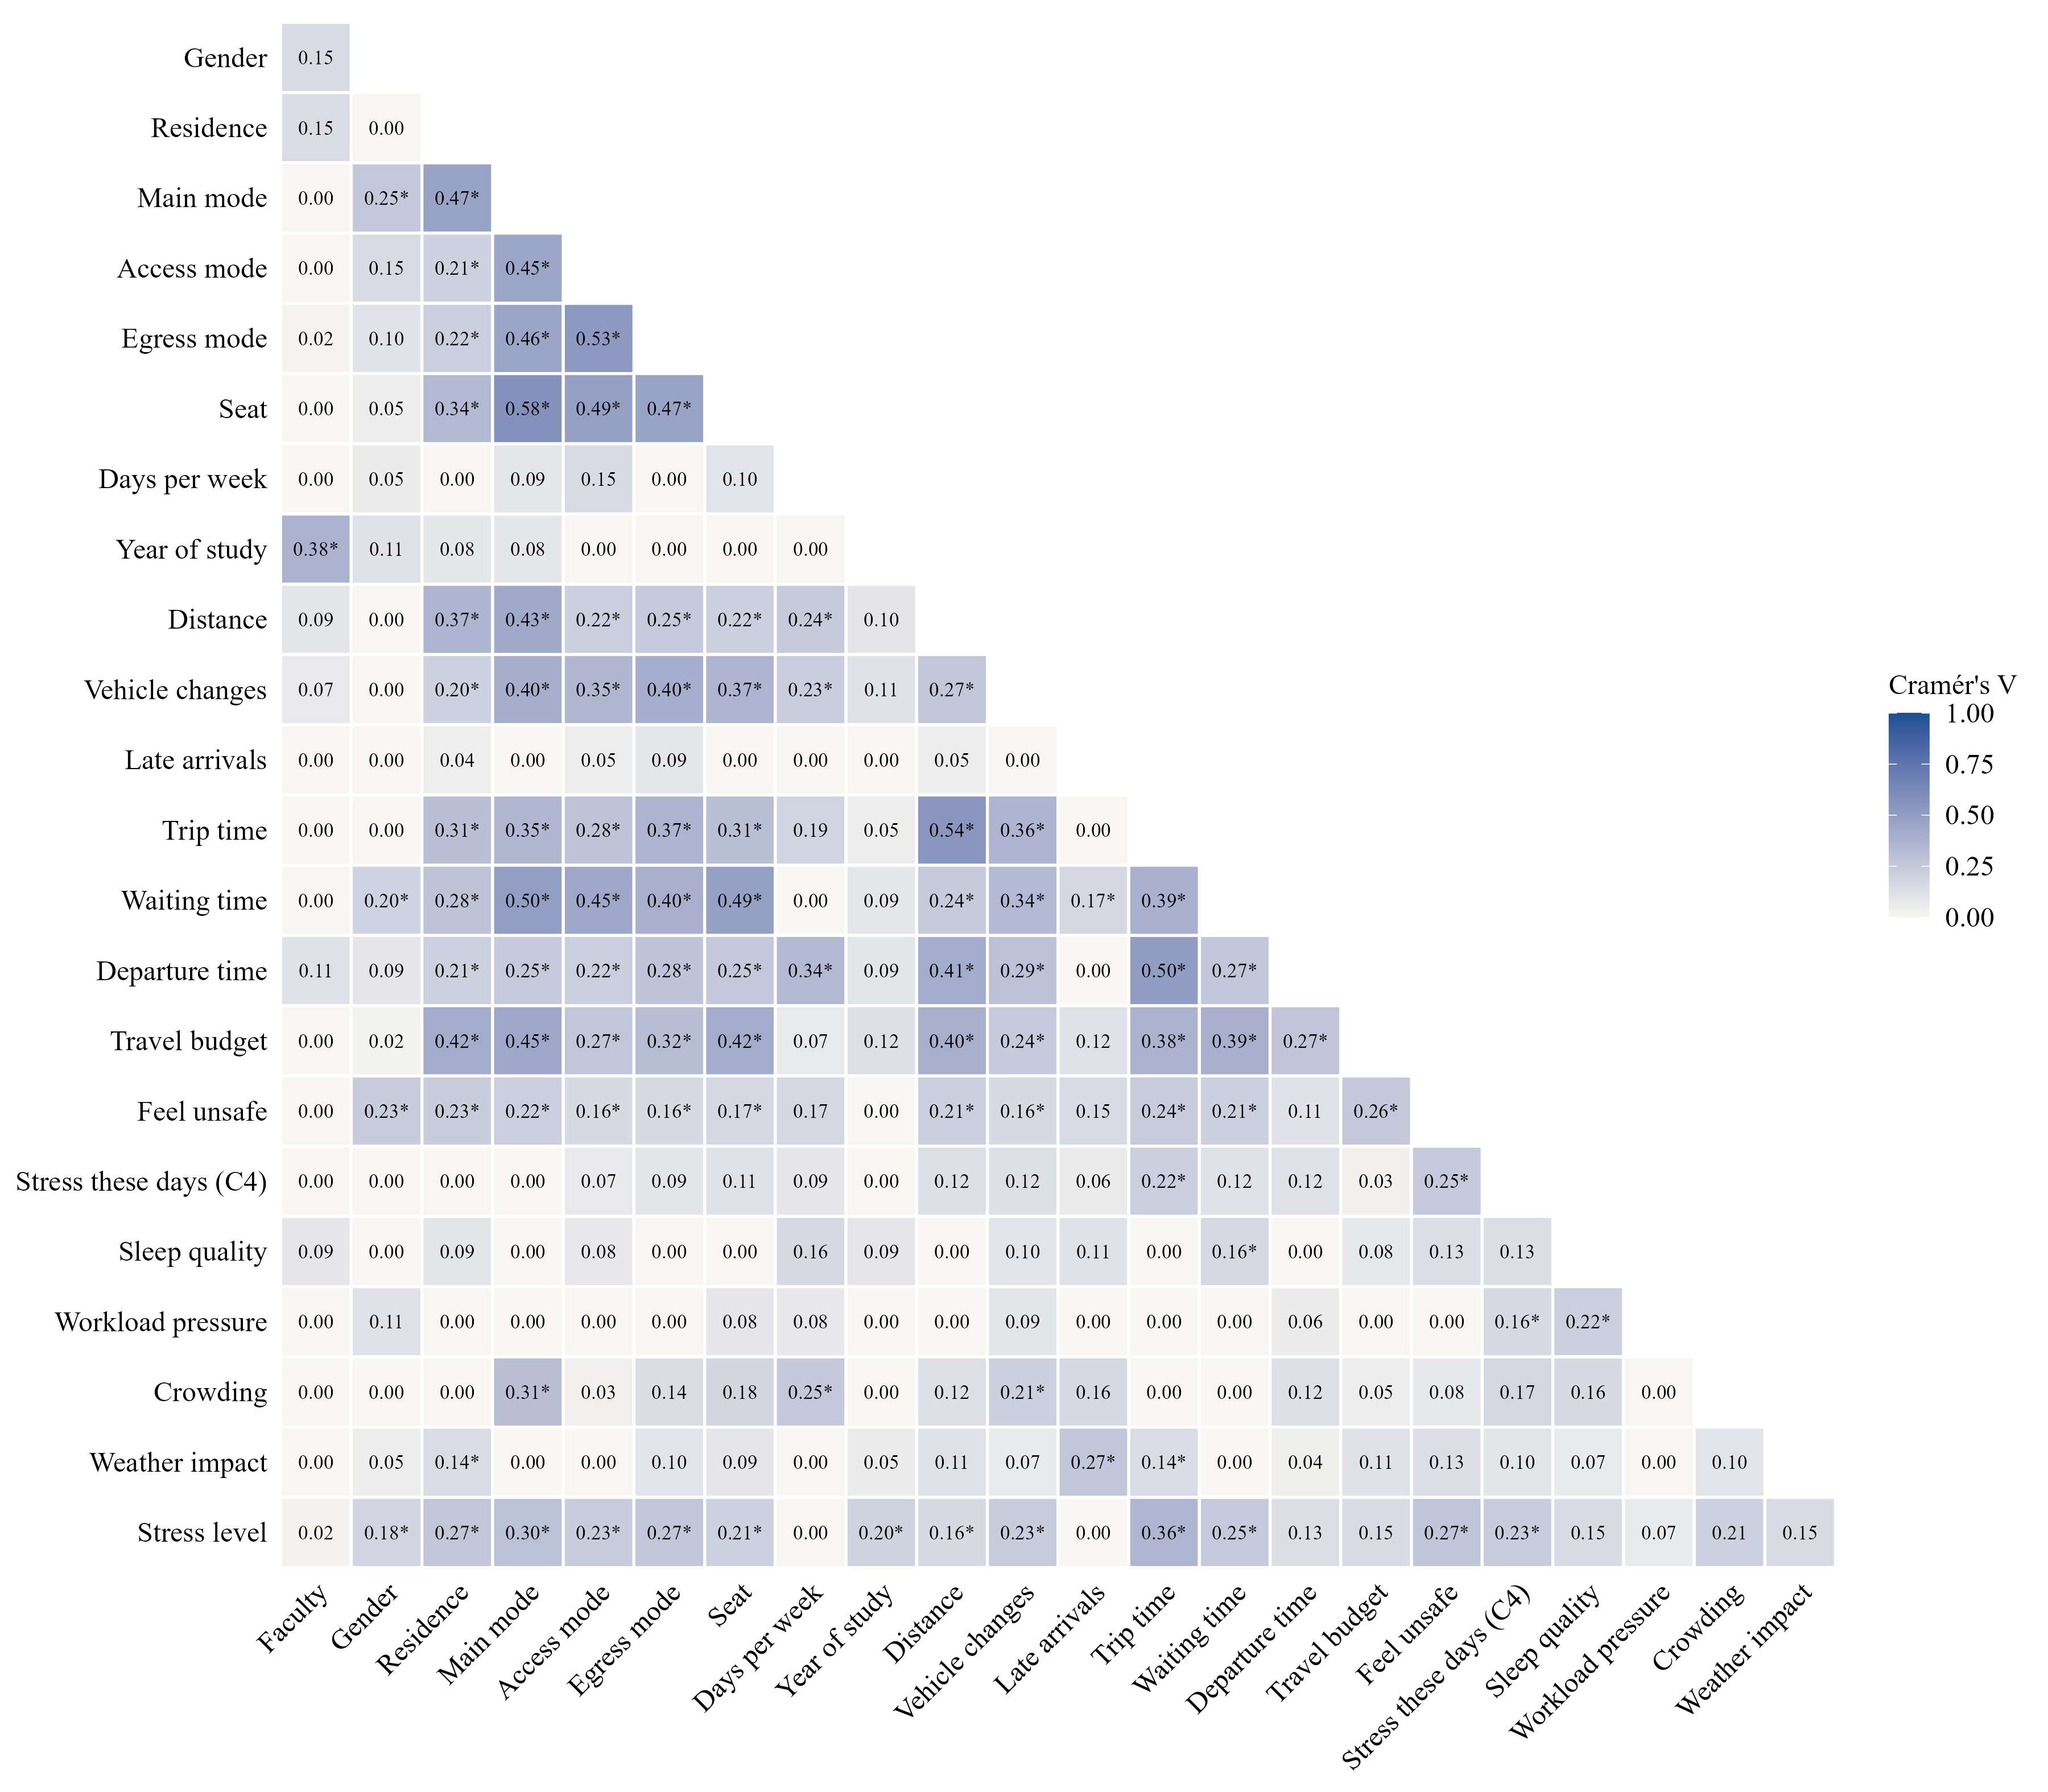 Gender 0.15
Residence 0.15 0.00
Main mode 0.00 0.25* 0.47*
Access mode 0.00 0.15 0.21* 0.45*
Egress mode 0.02 0.10 0.22* 0.46* 0.53*
Seat 0.00 0.05 0.34* 0.58* 0.49* 0.47*
Days per week 0.00 0.05 0.00 0.09 0.15 0.00 0.10
Year of study 0.38* 0.11 0.08 0.08 0.00 0.00 0.00 0.00
Distance 0.09 0.00 0.37* 0.43* 0.22* 0.25* 0.22* 0.24* 0.10
Vehicle changes 0.07 0.00 0.20* 0.40* 0.35* 0.40* 0.37* 0.23* 0.11 0.27*
Late arrivals 0.00 0.00 0.04 0.00 0.05 0.09 0.00 0.00 0.00 0.05 0.00
Trip time 0.00 0.00 0.31* 0.35* 0.28* 0.37* 0.31* 0.19 0.05 0.54* 0.36* 0.00
Waiting time 0.00 0.20* 0.28* 0.50* 0.45* 0.40* 0.49* 0.00 0.09 0.24* 0.34* 0.17* 0.39*
Departure time 0.11 0.09 0.21* 0.25* 0.22* 0.28* 0.25* 0.34* 0.09 0.41* 0.29* 0.00 0.50* 0.27*
Travel budget 0.00 0.02 0.42* 0.45* 0.27* 0.32* 0.42* 0.07 0.12 0.40* 0.24* 0.12 0.38* 0.39* 0.27*
Feel unsafe 0.00 0.23* 0.23* 0.22* 0.16* 0.16* 0.17* 0.17 0.00 0.21* 0.16* 0.15 0.24* 0.21* 0.11 0.26*
Stress these days (C4) 0.00 0.00 0.00 0.00 0.07 0.09 0.11 0.09 0.00 0.12 0.12 0.06 0.22* 0.12 0.12 0.03 0.25*
Sleep quality 0.09 0.00 0.09 0.00 0.08 0.00 0.00 0.16 0.09 0.00 0.10 0.11 0.00 0.16* 0.00 0.08 0.13 0.13
Workload pressure 0.00 0.11 0.00 0.00 0.00 0.00 0.08 0.08 0.00 0.00 0.09 0.00 0.00 0.00 0.06 0.00 0.00 0.16* 0.22*
Crowding 0.00 0.00 0.00 0.31* 0.03 0.14 0.18 0.25* 0.00 0.12 0.21* 0.16 0.00 0.00 0.12 0.05 0.08 0.17 0.16 0.00
Weather impact 0.00 0.05 0.14* 0.00 0.00 0.10 0.09 0.00 0.05 0.11 0.07 0.27* 0.14* 0.00 0.04 0.11 0.13 0.10 0.07 0.00 0.10
Stress level 0.02 0.18* 0.27* 0.30* 0.23* 0.27* 0.21* 0.00 0.20* 0.16* 0.23* 0.00 0.36* 0.25* 0.13 0.15 0.27* 0.23* 0.15 0.07 0.21 0.15
Faculty
Gender
Residence
Main mode
Access mode
Egress mode
Seat
Days per week
Year of study
Distance
Vehicle changes
Late arrivals
Trip time
Waiting time
Departure time
Travel budget
Feel unsafe
Stress these days (C4)
Sleep quality
Workload pressure
Crowding
Weather impact
Cramér's V
1.00
0.75
0.50
0.25
0.00